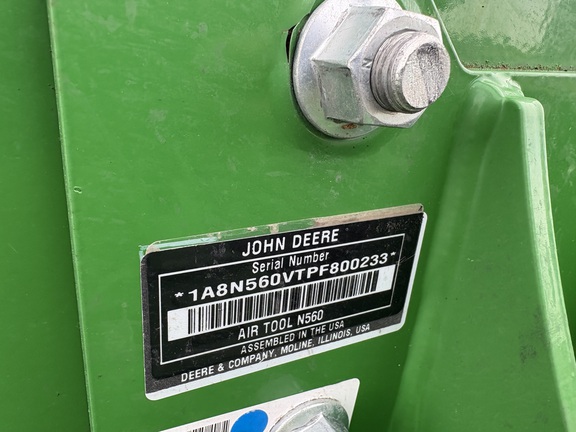 JOHN DEERE
Serial Number
*1A8N560VTPF800233*
AIR TOOL N560
ASSEMBLED IN THE USA
DEERE & COMPANY, MOLINE, ILLINOIS, USA